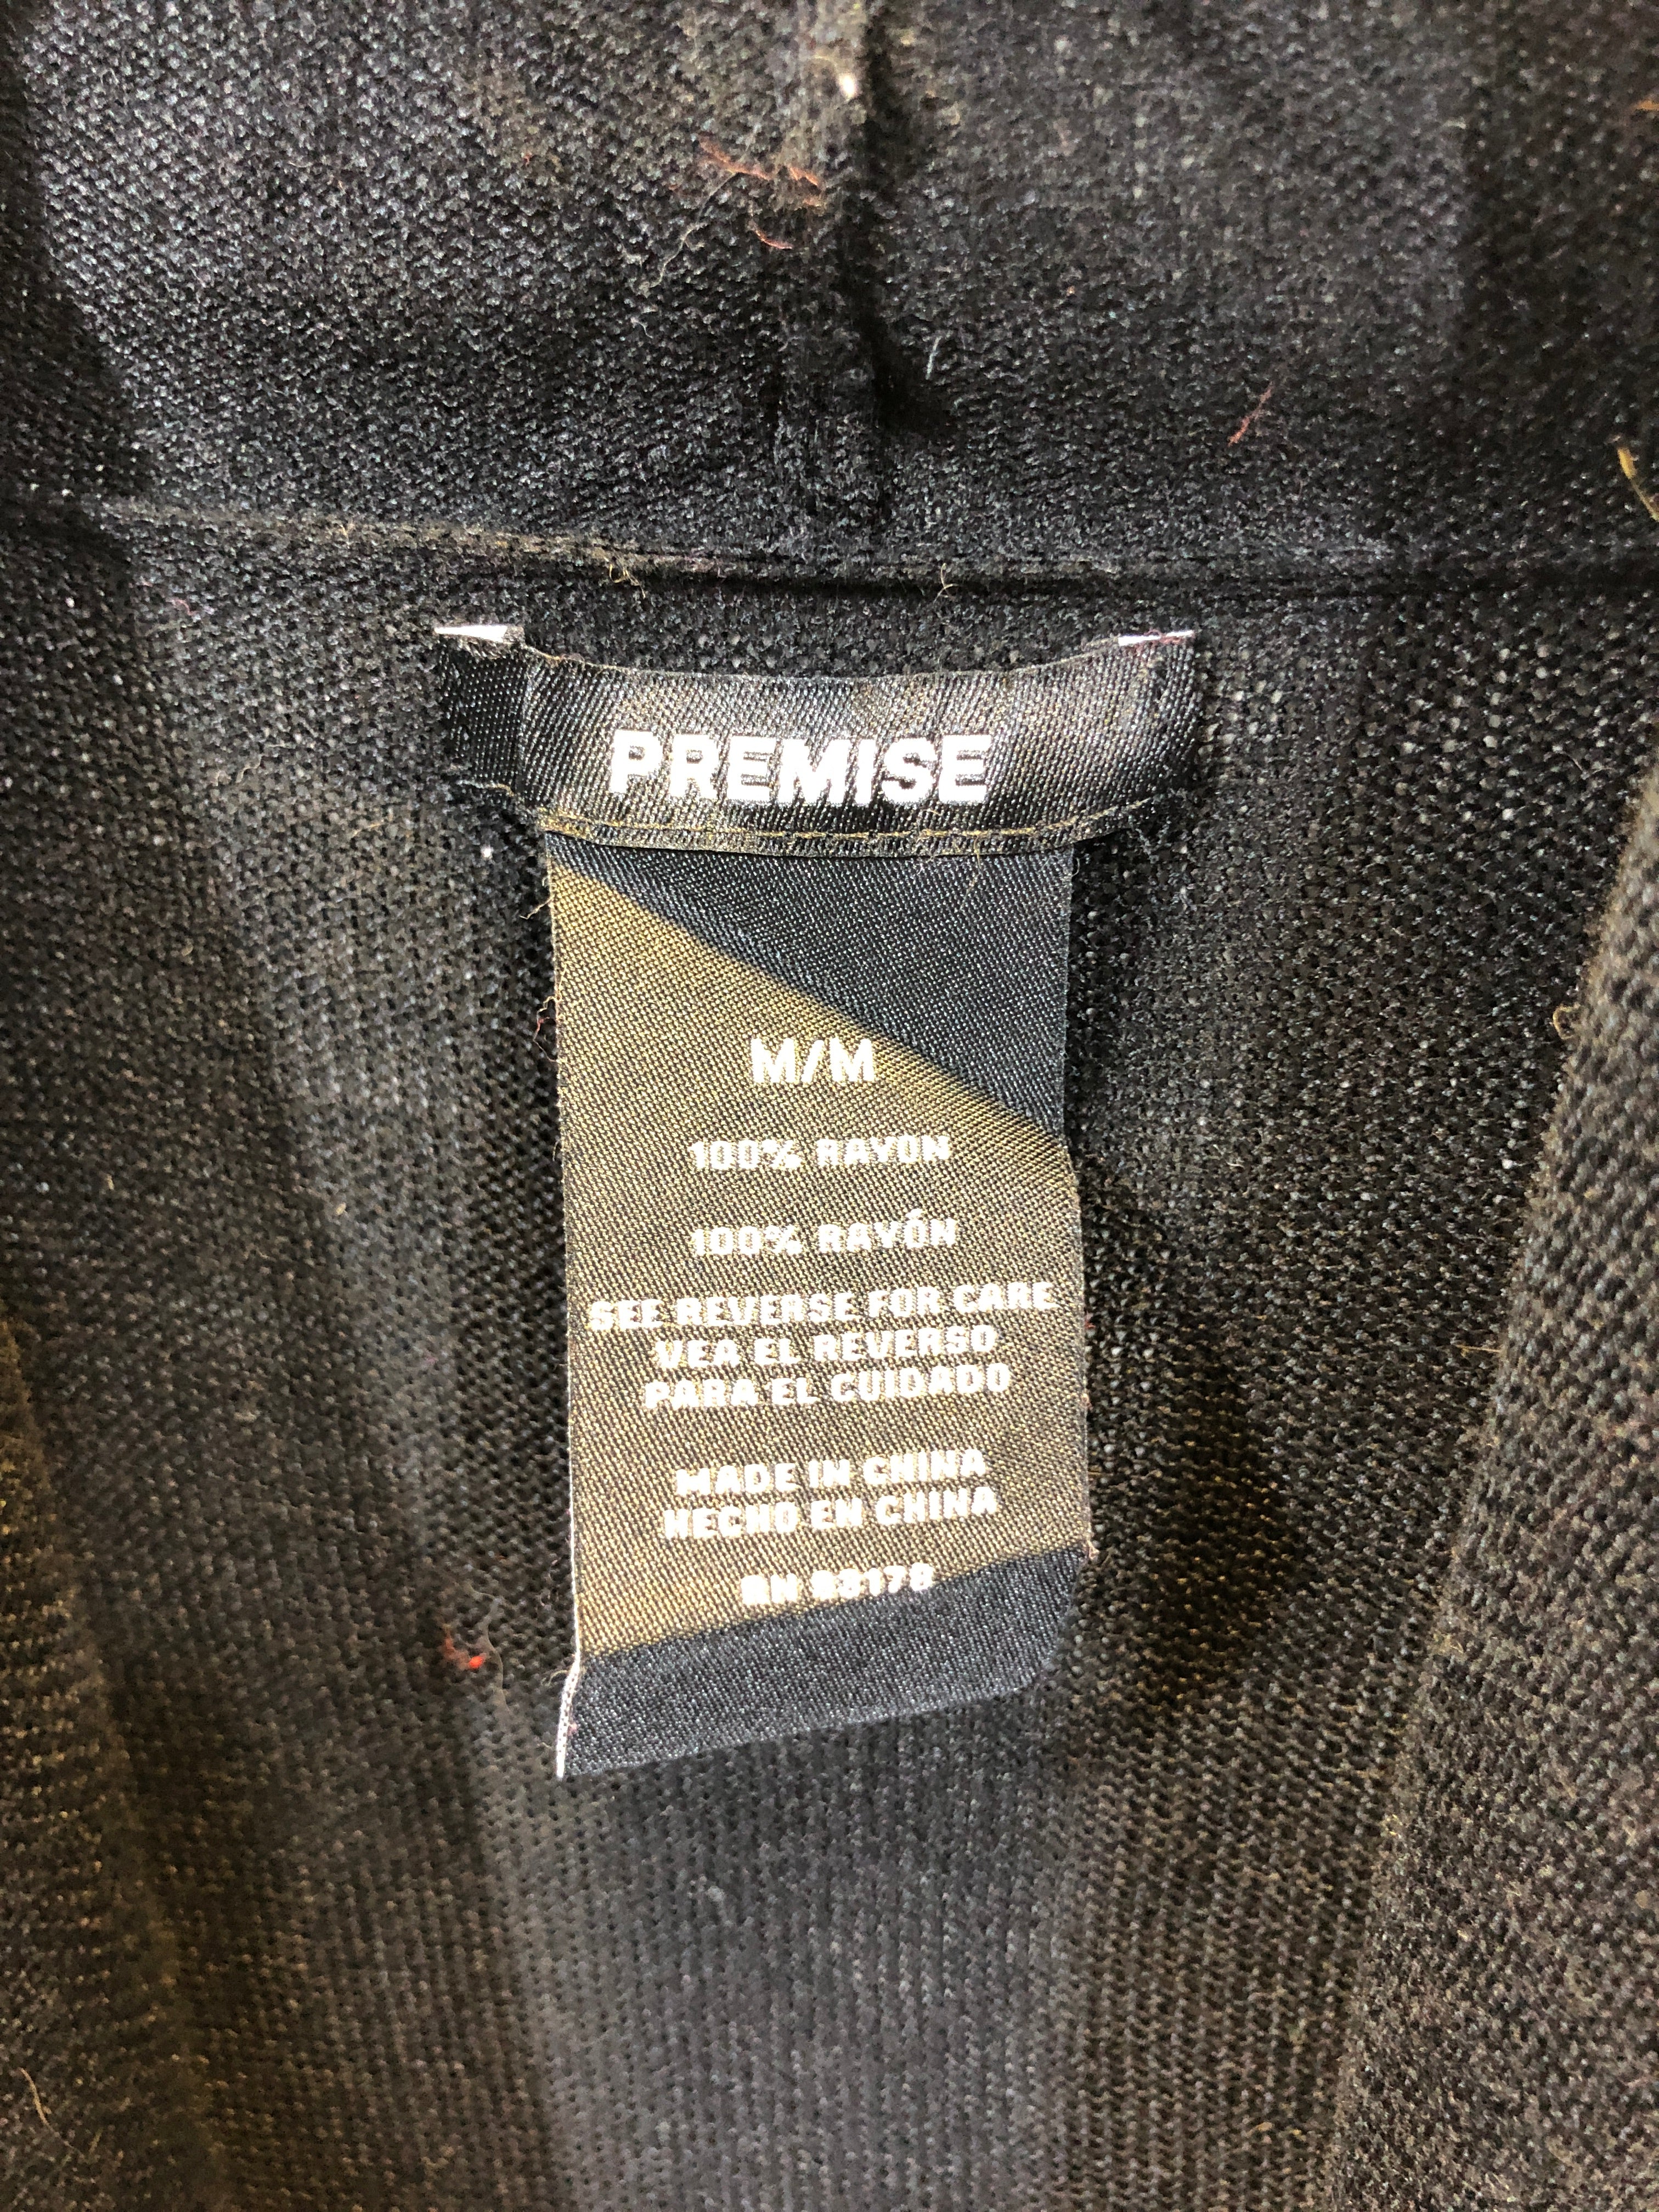 PREMISE
M/M
100% RAYON
100% RAYÓN
SEE REVERSE FOR CARE
VEA EL REVERSO
PARA EL CUIDADO
MADE IN CHINA
HECHO EN CHINA
RN